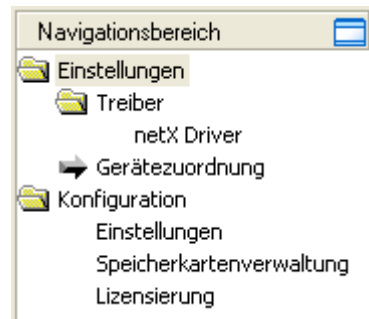 Navigationsbereich
Einstellungen
Treiber
netX Driver
Gerätezuordnung
Konfiguration
Einstellungen
Speicherkartenverwaltung
Lizensierung